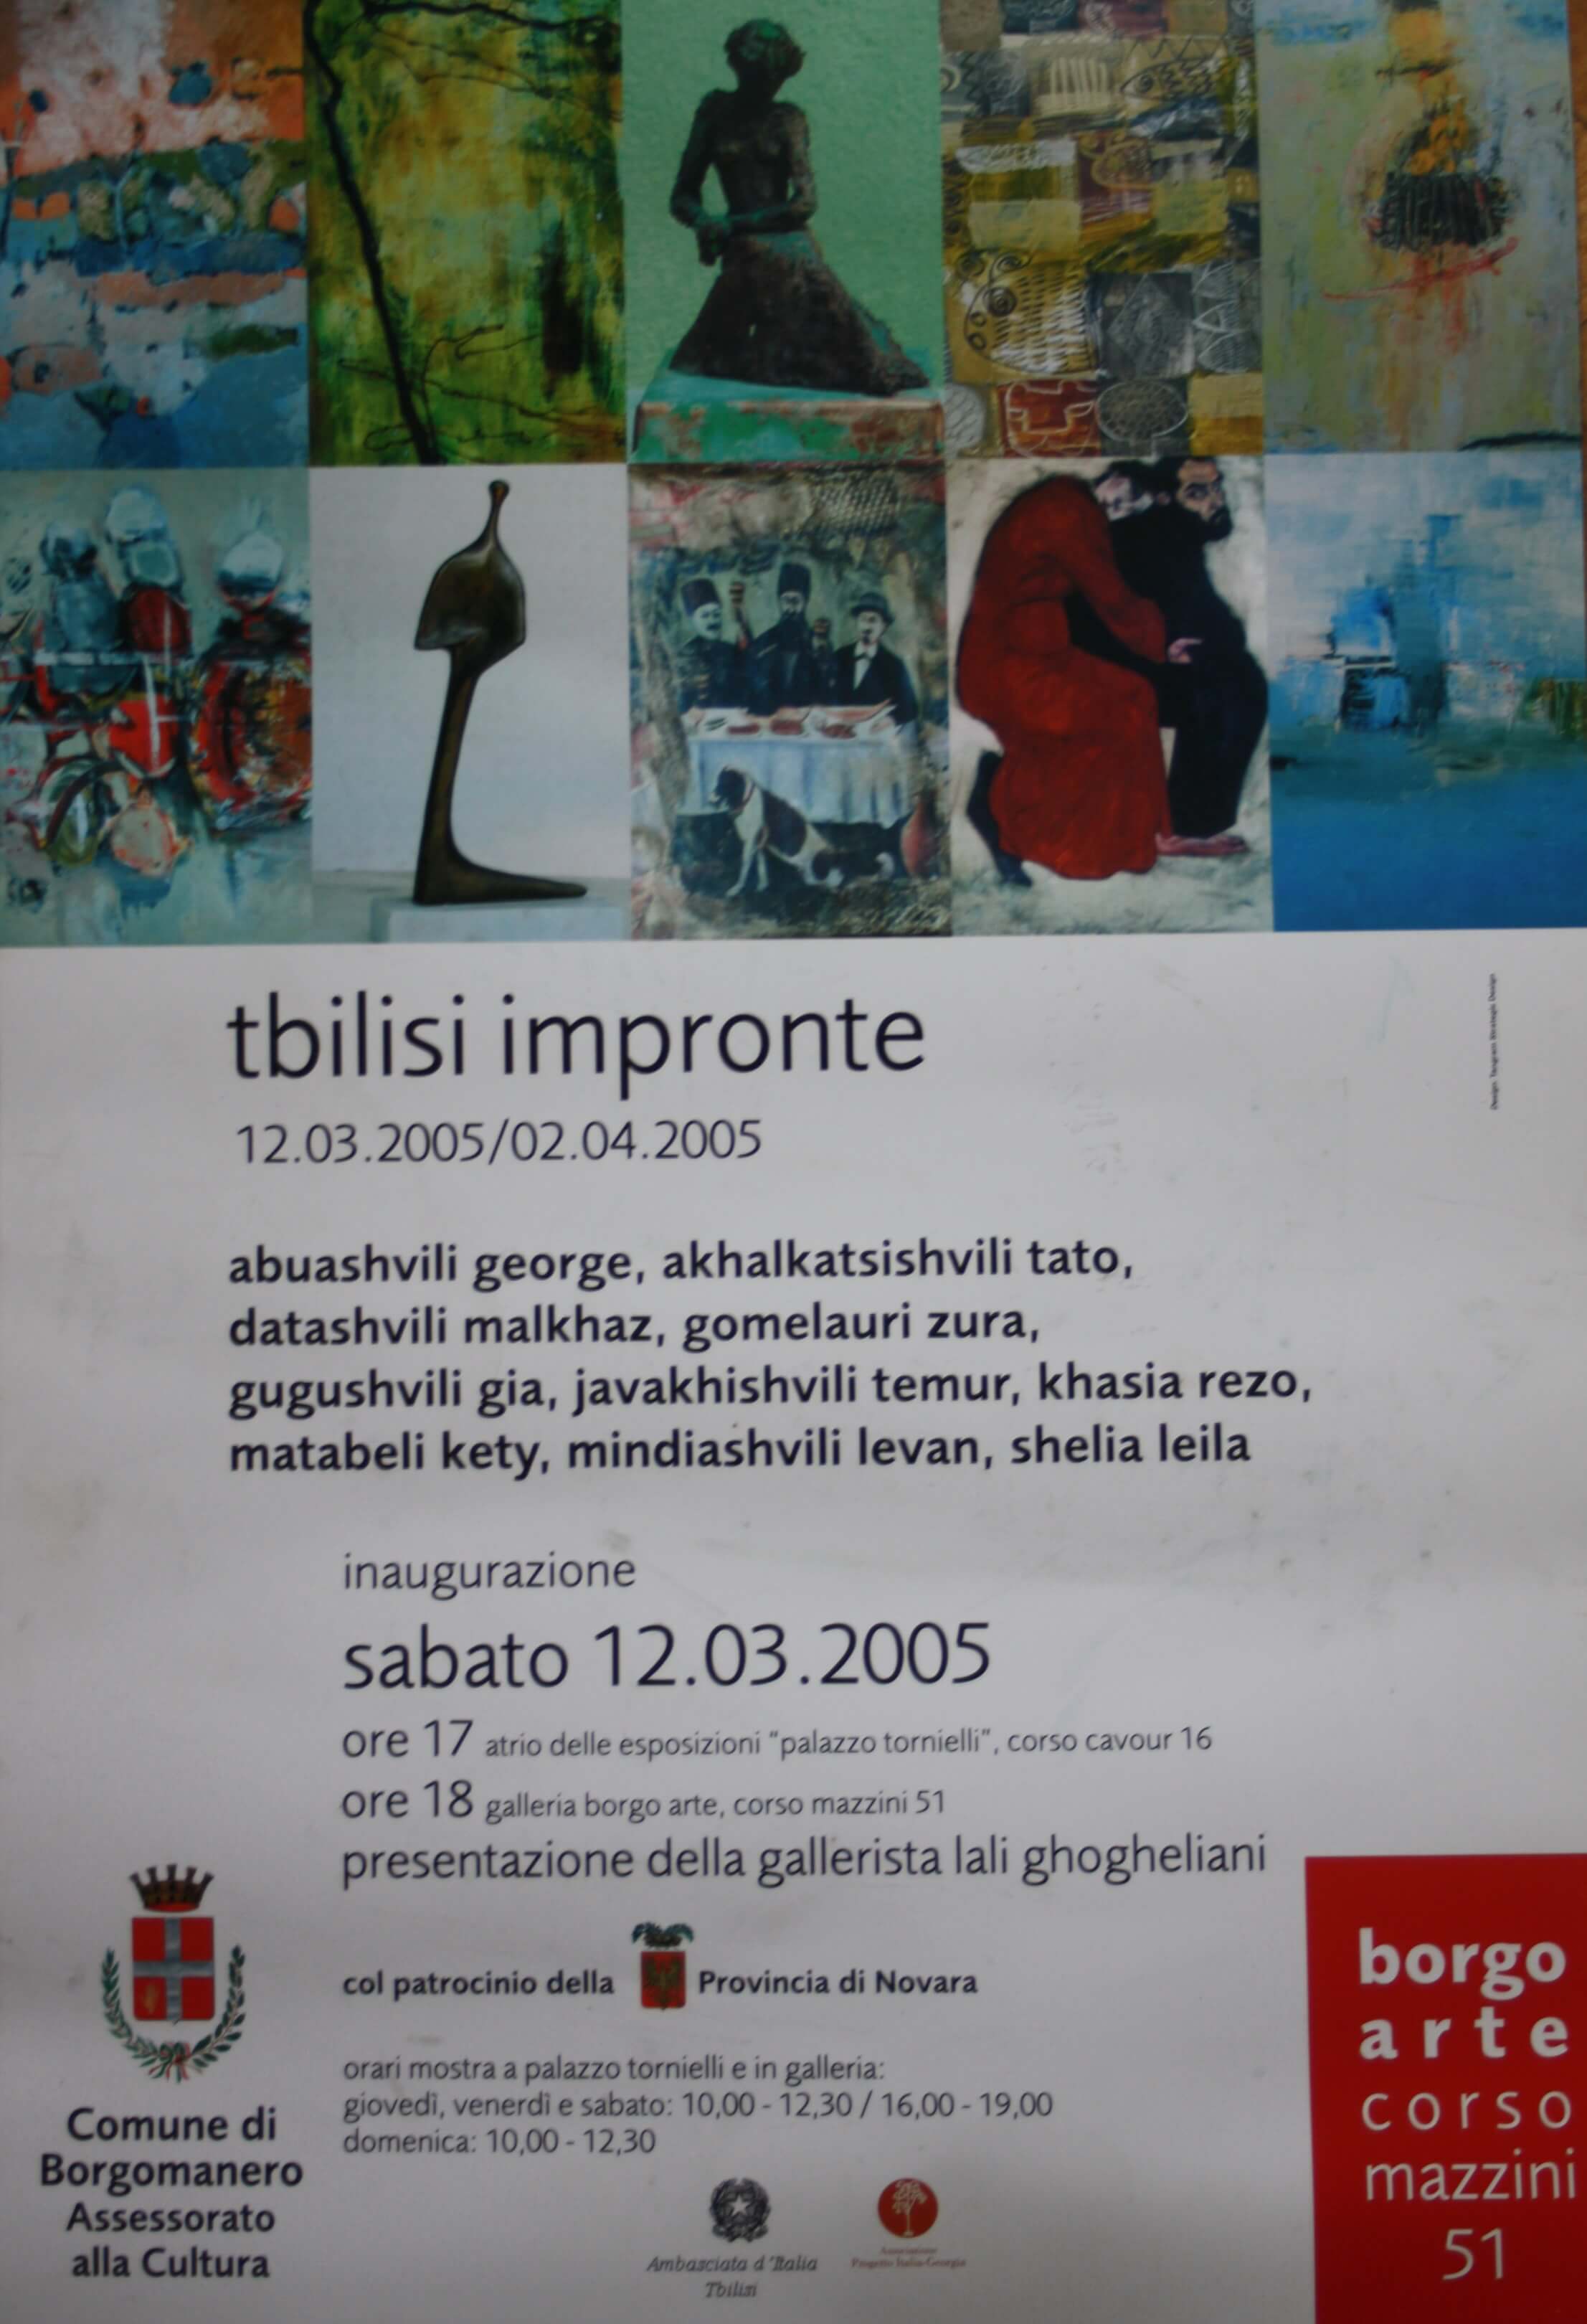 tbilisi impronte
12.03.2005/02.04.2005
abuashvili george, akhalkatsishvili tato,
datashvili malkhaz, gomelauri zura,
gugushvili gia, javakhishvili temur, khasia rezo,
matabeli kety, mindiashvili levan, shelia leila
inaugurazione
sabato 12.03.2005
ore 17 atrio delle esposizioni "palazzo tornielli", corso cavour 16
ore 18 galleria borgo arte, corso mazzini 51
presentazione della gallerista lali ghogheliani
col patrocinio della Provincia di Novara
orari mostra a palazzo tornielli e in galleria:
giovedì, venerdì e sabato: 10,00 - 12,30 / 16,00 - 19,00
domenica: 10,00 - 12,30
Comune di
Borgomanero
Assessorato
alla Cultura
Ambasciata d'Italia
Tbilisi
Associazione
Progetto Italia-Georgia
borgo
arte
corso
mazzini
51